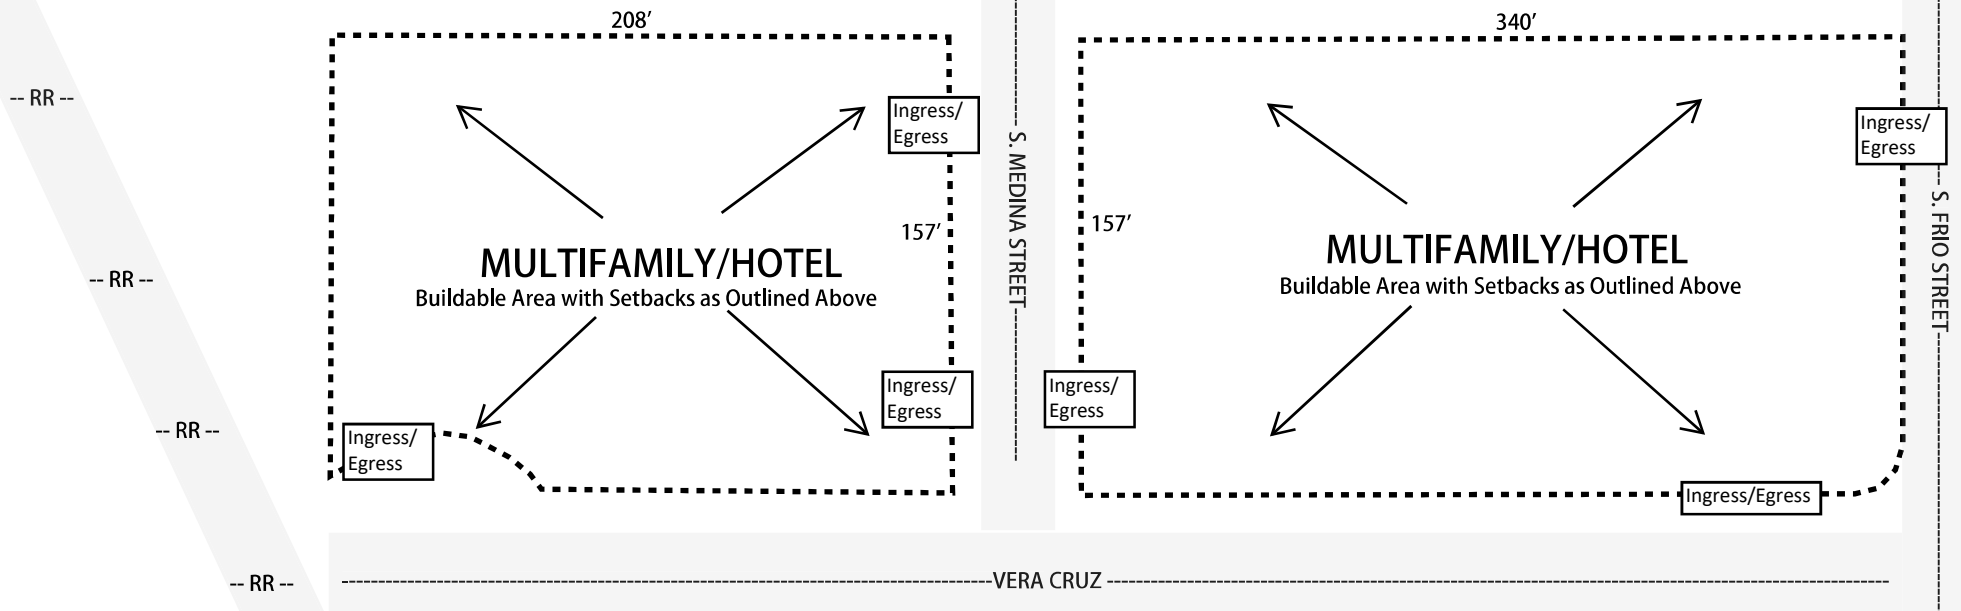 208’
340’
-- RR --
Ingress/
Egress
Ingress/
Egress
S. MEDINA STREET
S. FRIO STREET
157’
157’
MULTIFAMILY/HOTEL
Buildable Area with Setbacks as Outlined Above
MULTIFAMILY/HOTEL
Buildable Area with Setbacks as Outlined Above
-- RR --
Ingress/
Egress
Ingress/
Egress
-- RR --
Ingress/
Egress
Ingress/Egress
-- RR --
VERA CRUZ